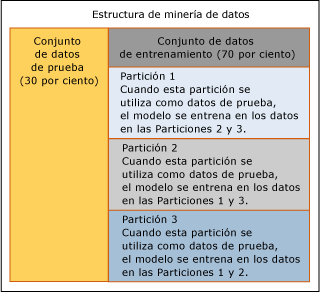 Estructura de minería de datos
Conjunto
de datos
de prueba
(30 por ciento)
Conjunto de datos
de entrenamiento (70 por ciento)
Partición 1
Cuando esta partición se
utiliza como datos de prueba,
el modelo se entrena en los datos
en las Particiones 2 y 3.
Partición 2
Cuando esta partición se
utiliza como datos de prueba,
el modelo se entrena en los datos
en las Particiones 1 y 3.
Partición 3
Cuando esta partición se
utiliza como datos de prueba,
el modelo se entrena en los datos
en las Particiones 1 y 2.